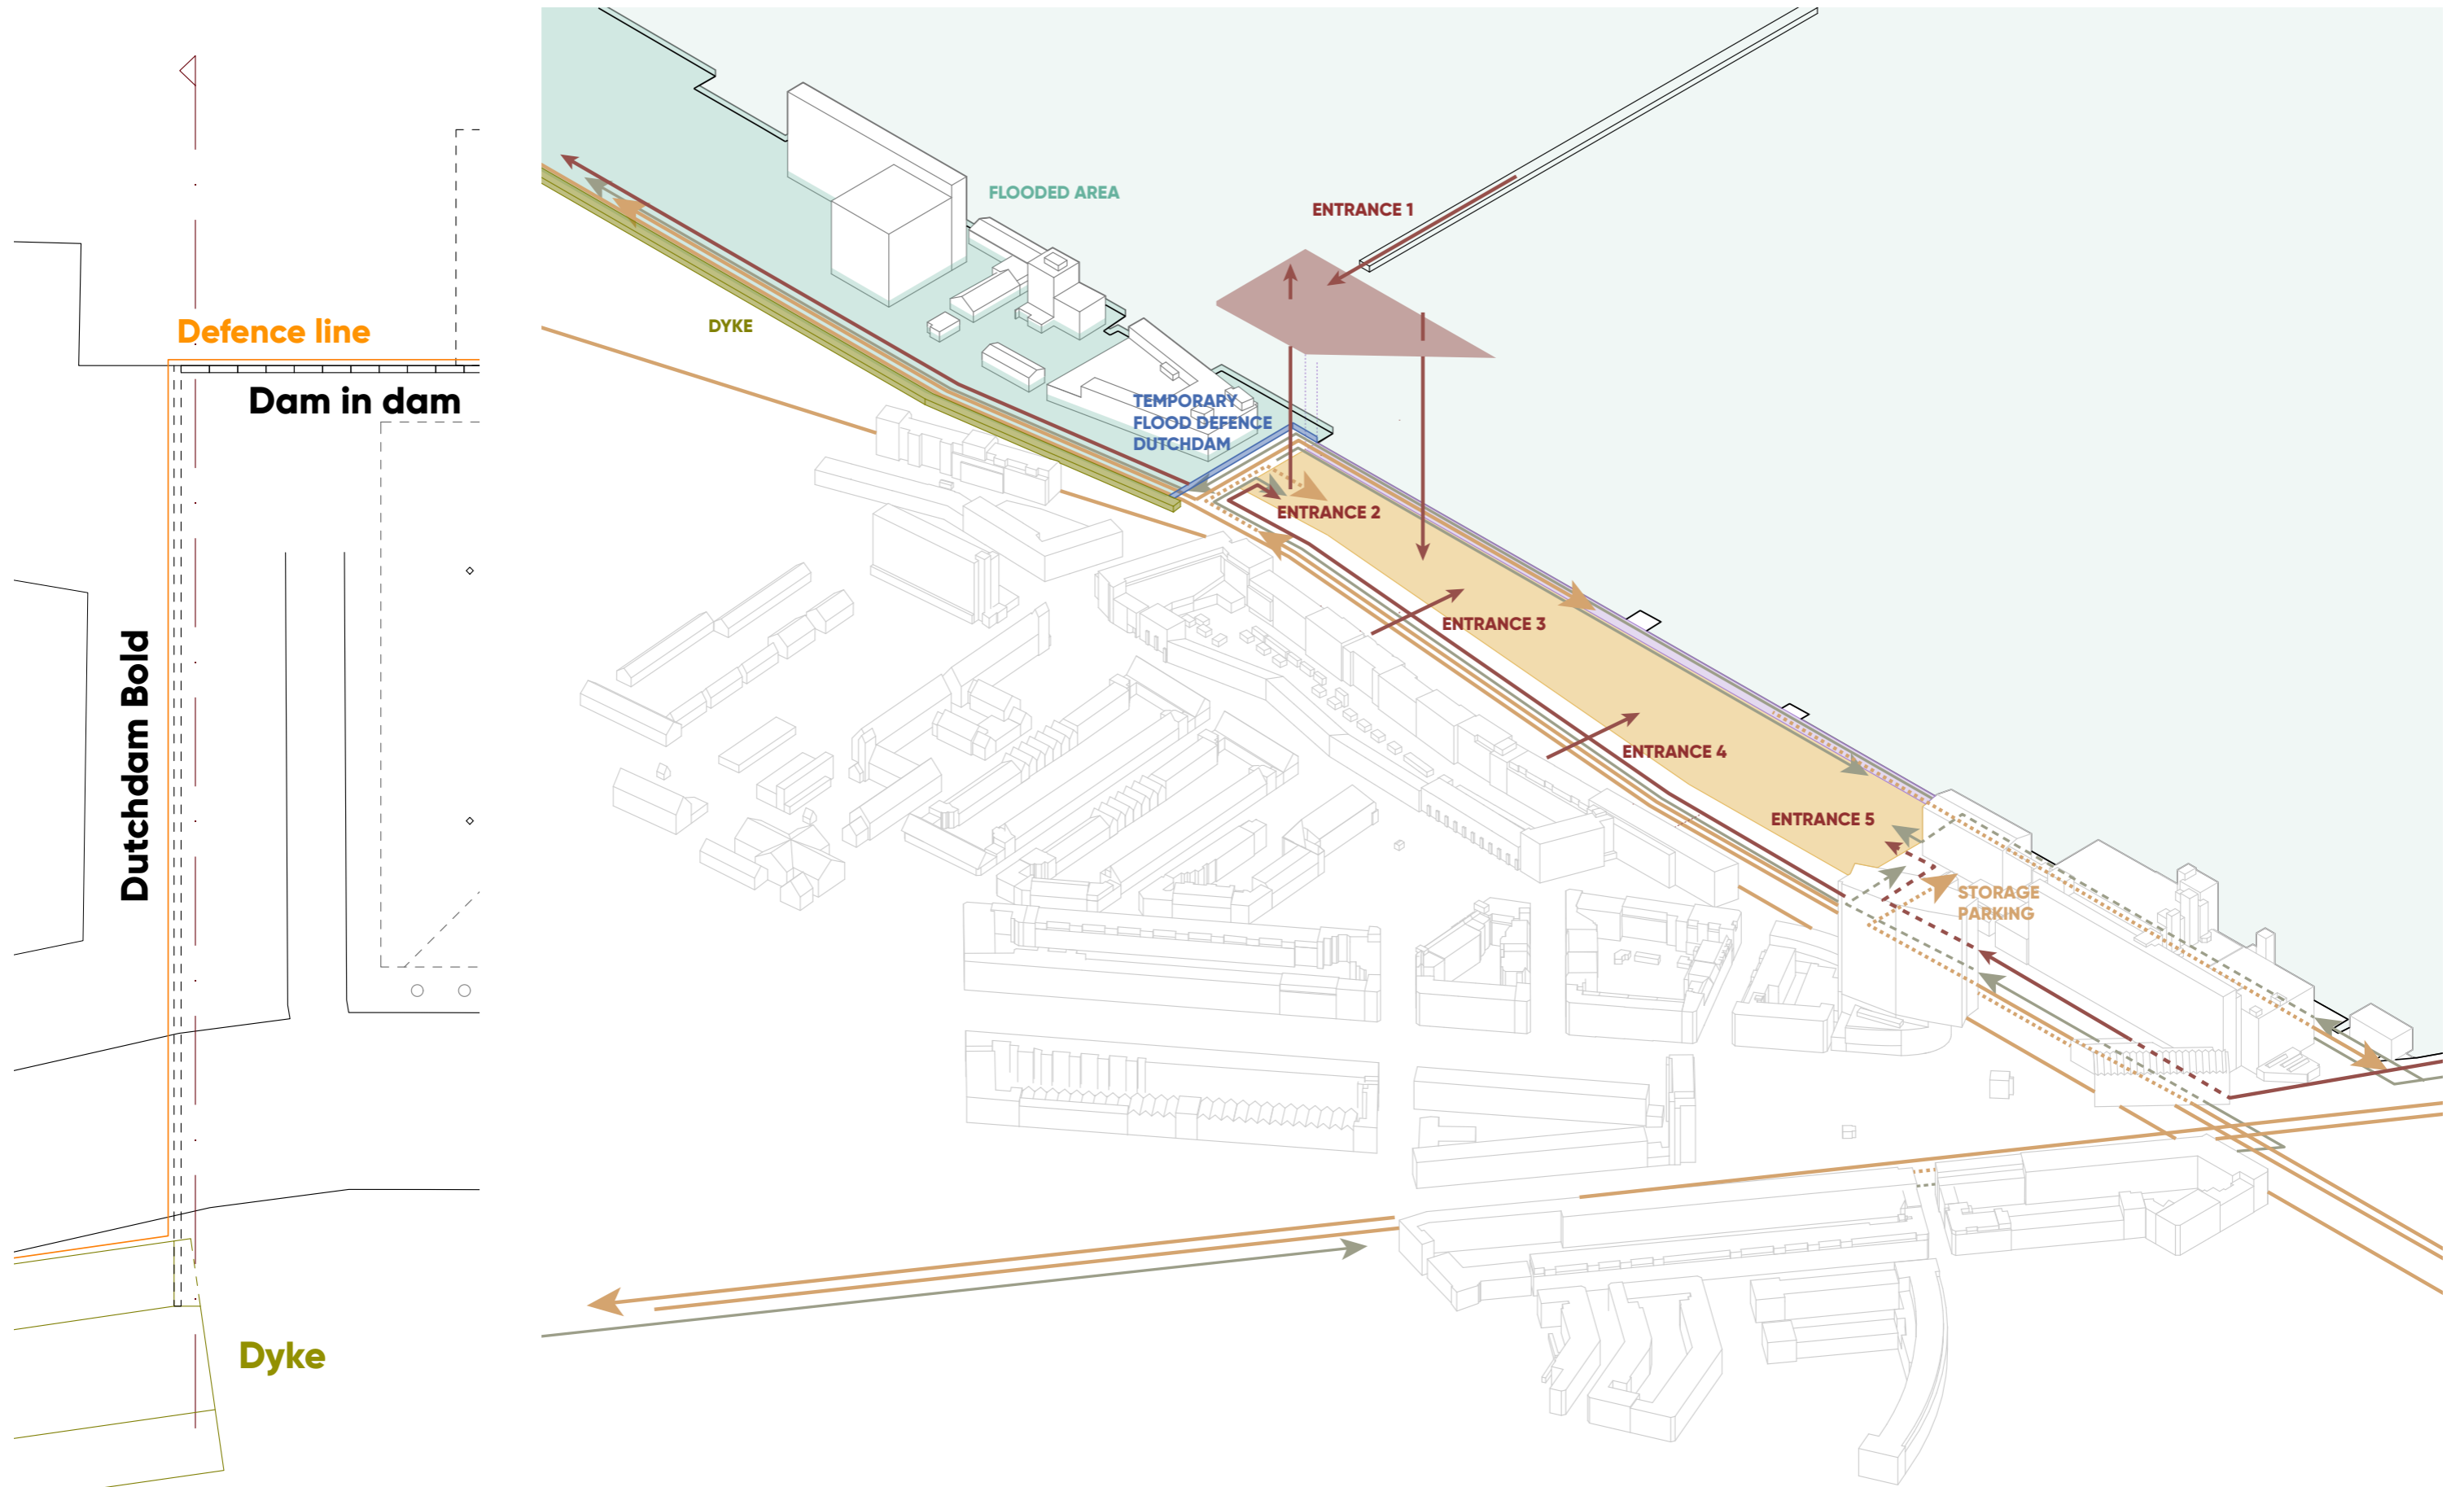 Defence line
Dam in dam
Dutchdam Bold
Dyke
FLOODED AREA
ENTRANCE 1
DYKE
TEMPORARY
FLOOD DEFENCE
DUTCHDAM
ENTRANCE 2
ENTRANCE 3
ENTRANCE 4
ENTRANCE 5
STORAGE
PARKING